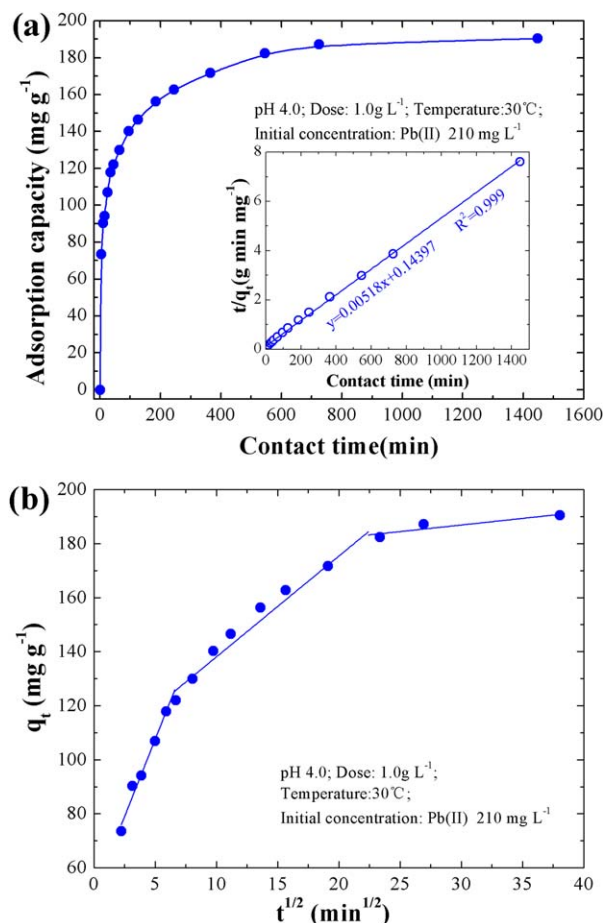 (a)
200
180
160
140
120
100
80
60
40
20
0
Adsorption capacity (mg g-1)
pH 4.0; Dose: 1.0g L-1; Temperature:30℃;
Initial concentration: Pb(II) 210 mg L-1
8
6
4
2
0
t/qt(g min mg-1)
y=0.00518x+0.14397
R2=0.999
0 200 400 600 800 1000 1200 1400
Contact time (min)
0 200 400 600 800 1000 1200 1400 1600
Contact time(min)
(b)
200
180
160
140
120
100
80
60
qt (mg g-1)
pH 4.0; Dose: 1.0g L-1;
Temperature:30℃;
Initial concentration: Pb(II) 210 mg L-1
0 5 10 15 20 25 30 35 40
t1/2 (min1/2)